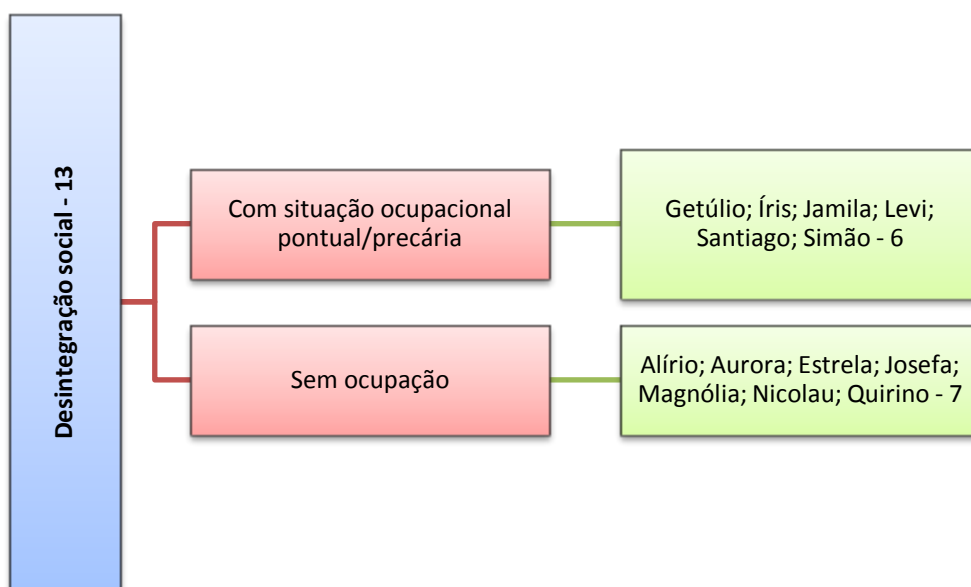 Desintegração social - 13
Com situação ocupacional
pontual/precária
Getúlio; Íris; Jamila; Levi;
Santiago; Simão - 6
Sem ocupação
Alírio; Aurora; Estrela; Josefa;
Magnólia; Nicolau; Quirino - 7